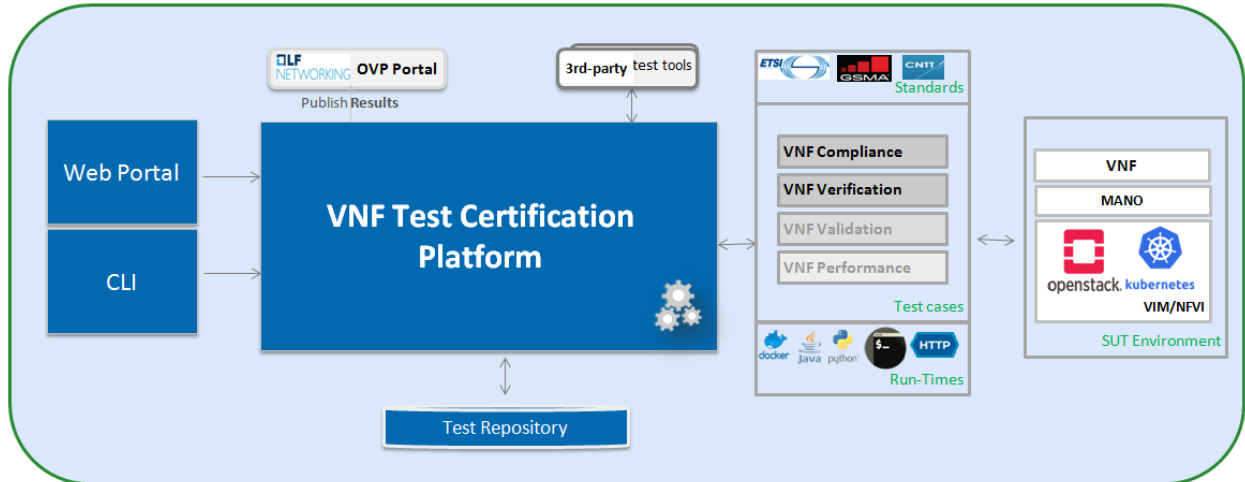 LF
NETWORKING
OVP Portal
Publish Results
3rd-party test tools
Web Portal
CLI
VNF Test Certification
Platform
Test Repository
ETSI
GSMA
CNTT
Standards
VNF Compliance
VNF Verification
VNF Validation
VNF Performance
Test cases
docker
Java
python
$_
HTTP
Run-Times
VNF
MANO
openstack.
kubernetes
VIM/NFVI
SUT Environment